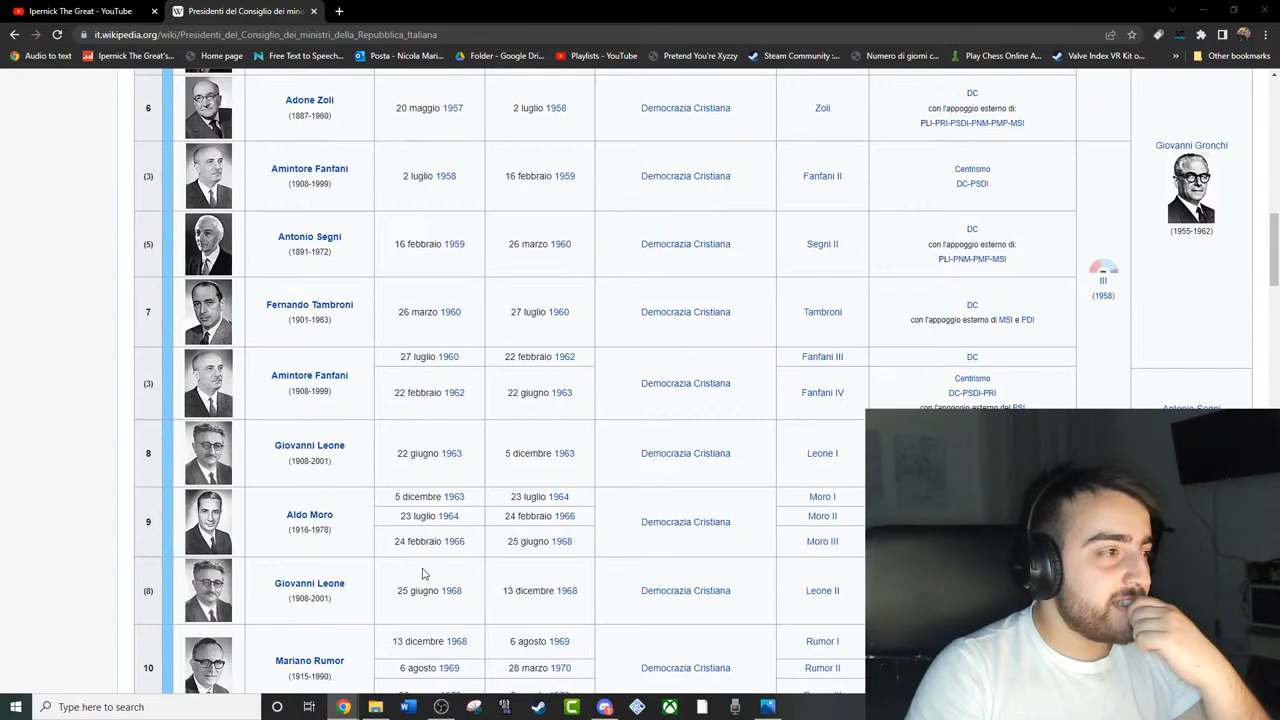 Ipernick The Great - YouTube
Presidenti del Consiglio dei minis
it.wikipedia.org/wiki/Presidenti_del_Consiglio_dei_ministri_della_Repubblica_Italiana
Audio to text
Ipernick The Great's...
Home page
Free Text to Speech...
Posta - Nicola Mari...
Folder - Google Dri...
Playlists - YouTube
Pretend You're Xyzzy
Steam Community :...
Numero di giorni c...
Play Chess Online A...
Valve Index VR Kit o...
»
Other bookmarks
6
Adone Zoli
(1887-1960)
20 maggio 1957
2 luglio 1958
Democrazia Cristiana
Zoli
DC
con l'appoggio esterno di:
PLI-PRI-PSDI-PNM-PMP-MSI
Giovanni Gronchi
(1955-1962)
(3)
Amintore Fanfani
(1908-1999)
2 luglio 1958
16 febbraio 1959
Democrazia Cristiana
Fanfani II
Centrismo
DC-PSDI
(5)
Antonio Segni
(1891-1972)
16 febbraio 1959
26 marzo 1960
Democrazia Cristiana
Segni II
DC
con l'appoggio esterno di:
PLI-PNM-PMP-MSI
III
(1958)
7
Fernando Tambroni
(1901-1963)
26 marzo 1960
27 luglio 1960
Democrazia Cristiana
Tambroni
DC
con l'appoggio esterno di MSI e PDI
(3)
Amintore Fanfani
(1908-1999)
27 luglio 1960
22 febbraio 1962
Democrazia Cristiana
Fanfani III
DC
22 febbraio 1962
22 giugno 1963
Fanfani IV
Centrismo
DC-PSDI-PRI
con l'appoggio esterno del PSI
Antonio Segni
8
Giovanni Leone
(1908-2001)
22 giugno 1963
5 dicembre 1963
Democrazia Cristiana
Leone I
9
Aldo Moro
(1916-1978)
5 dicembre 1963
23 luglio 1964
Democrazia Cristiana
Moro I
23 luglio 1964
24 febbraio 1966
Moro II
24 febbraio 1966
25 giugno 1968
Moro III
(8)
Giovanni Leone
(1908-2001)
25 giugno 1968
13 dicembre 1968
Democrazia Cristiana
Leone II
10
Mariano Rumor
(1915-1990)
13 dicembre 1968
6 agosto 1969
Democrazia Cristiana
Rumor I
6 agosto 1969
28 marzo 1970
Rumor II
Type here to search